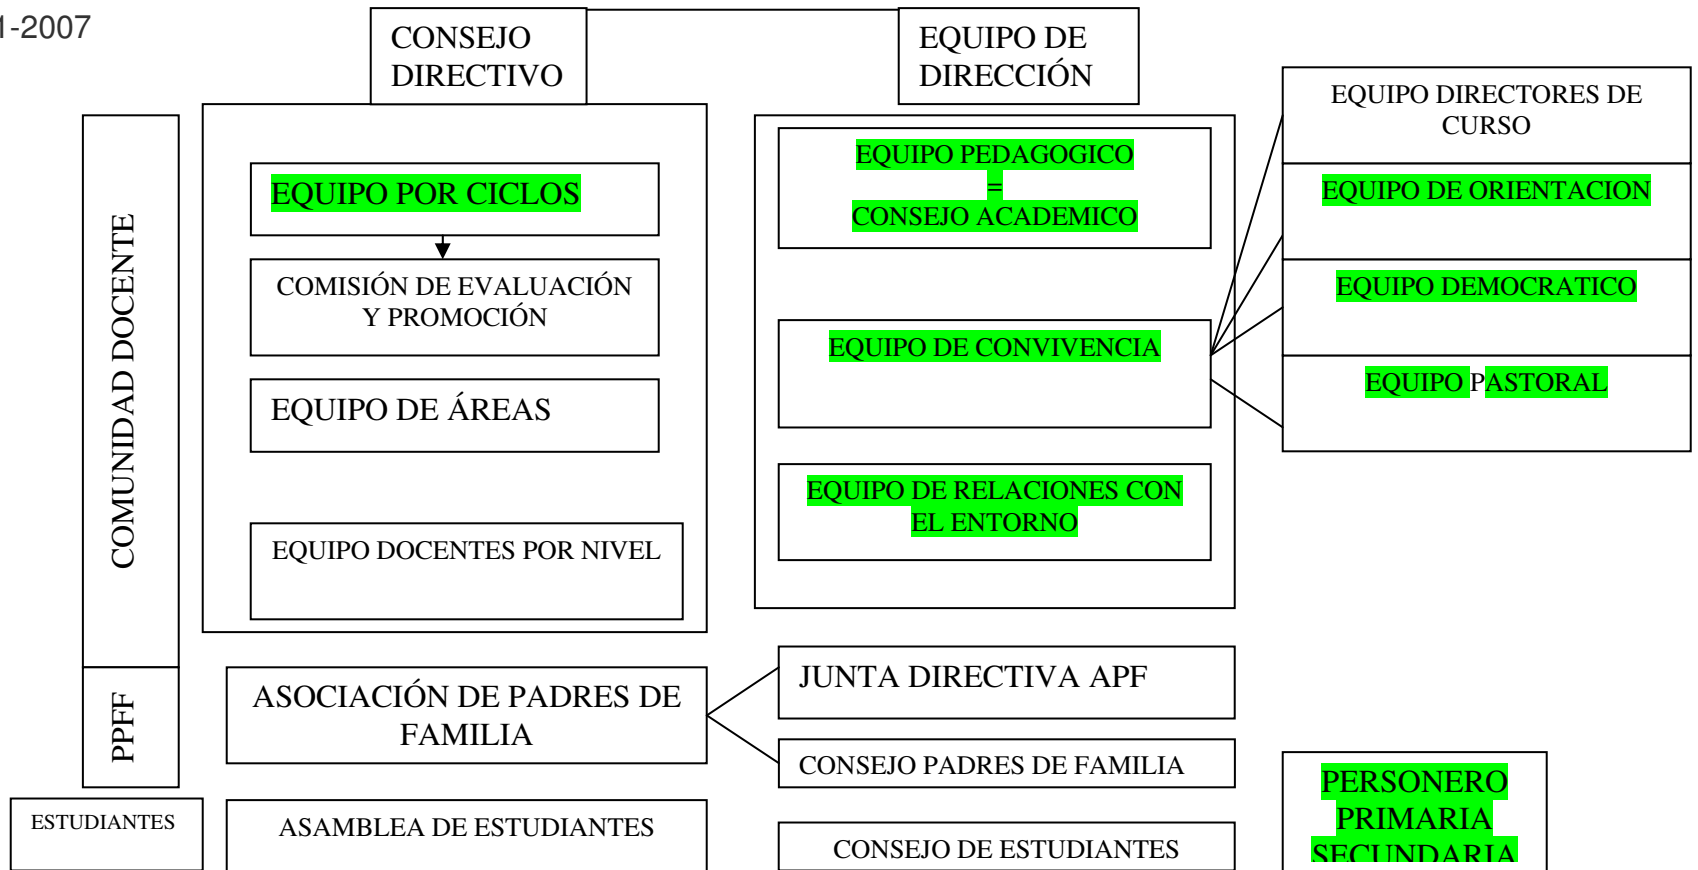 1-2007
CONSEJO
DIRECTIVO
EQUIPO DE
DIRECCIÓN
EQUIPO DIRECTORES DE
CURSO
EQUIPO DE ORIENTACION
EQUIPO DEMOCRATICO
EQUIPO PASTORAL
COMUNIDAD DOCENTE
EQUIPO POR CICLOS
COMISIÓN DE EVALUACIÓN
Y PROMOCIÓN
EQUIPO DE ÁREAS
EQUIPO DOCENTES POR NIVEL
EQUIPO PEDAGOGICO
=
CONSEJO ACADEMICO
EQUIPO DE CONVIVENCIA
EQUIPO DE RELACIONES CON
EL ENTORNO
PPFF
ASOCIACIÓN DE PADRES DE
FAMILIA
JUNTA DIRECTIVA APF
CONSEJO PADRES DE FAMILIA
ESTUDIANTES
ASAMBLEA DE ESTUDIANTES
CONSEJO DE ESTUDIANTES
PERSONERO
PRIMARIA
SECUNDARIA